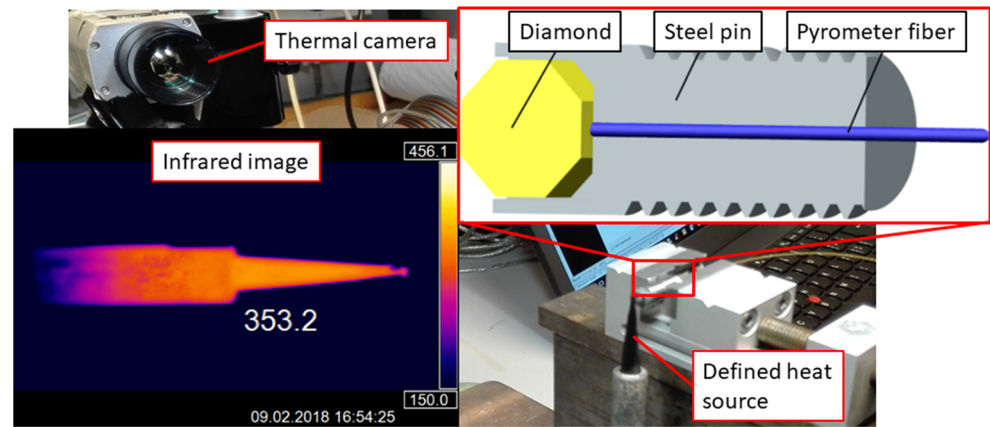 Thermal camera
Diamond
Steel pin
Pyrometer fiber
Infrared image
456.1
353.2
150.0
09.02.2018 16:54:25
Defined heat
source